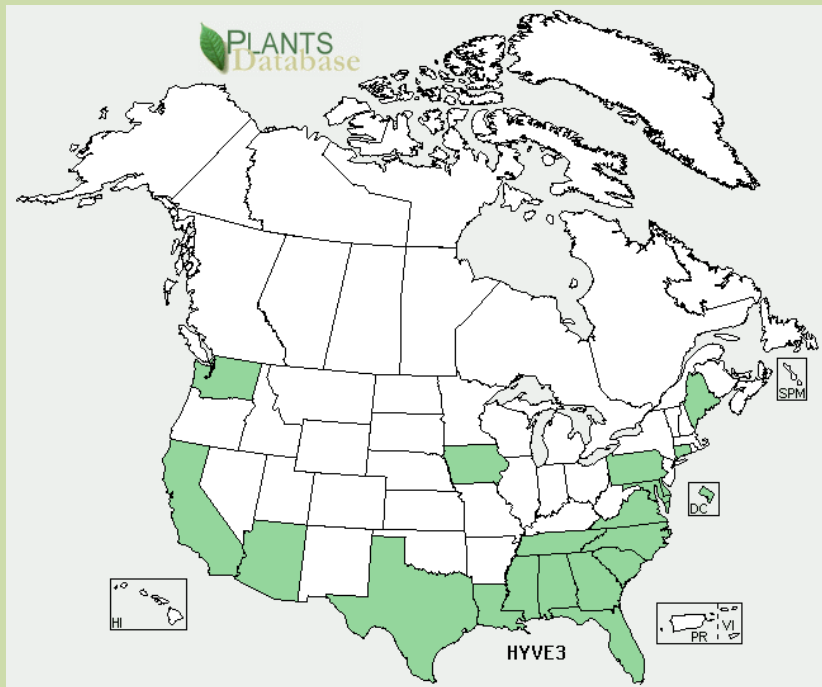 PLANTS
Database
SPM
DC
HI
PR
VI
HYVE3